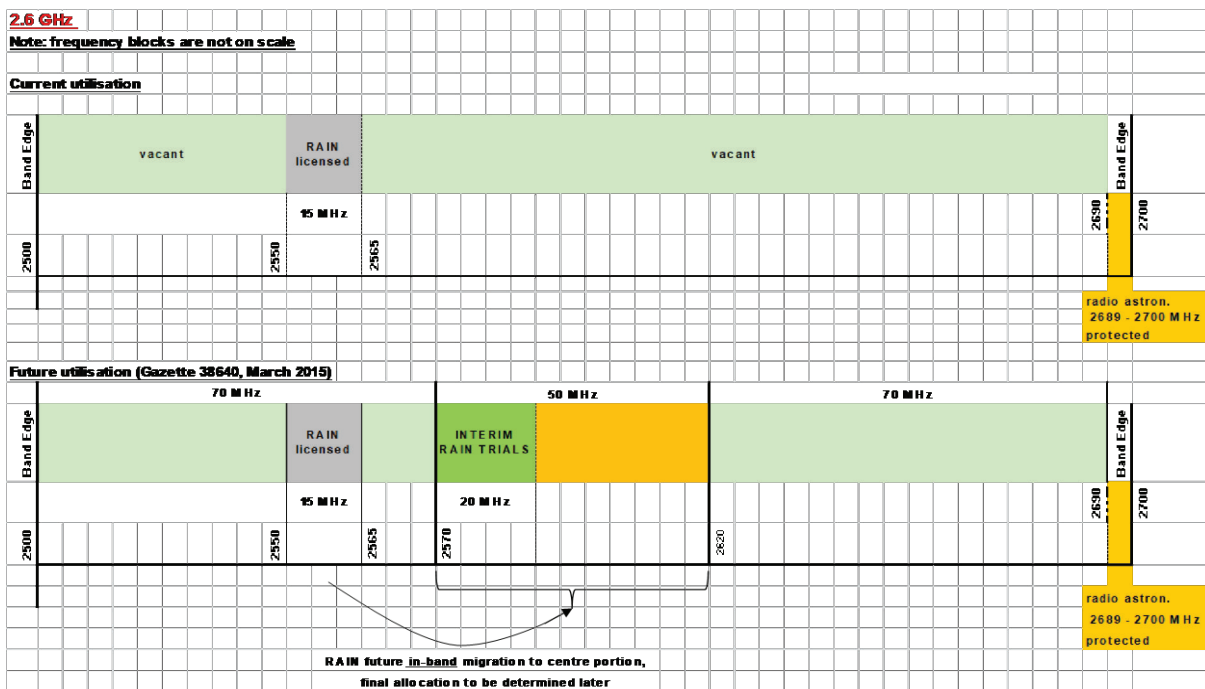 2.6 GHz
Note: frequency blocks are not on scale
Current utilisation
Band Edge
vacant
RAIN
licensed
vacant
Band Edge
15 MHz
2500
2550
2565
2690
2700
radio astron.
2689 - 2700 MHz
protected
Future utilisation (Gazette 38640, March 2015)
70 MHz
50 MHz
70 MHz
Band Edge
RAIN
licensed
INTERIM
RAIN TRIALS
Band Edge
15 MHz
20 MHz
2500
2550
2565
2570
2620
2690
2700
radio astron.
2689 - 2700 MHz
protected
RAIN future in-band migration to centre portion,
final allocation to be determined later